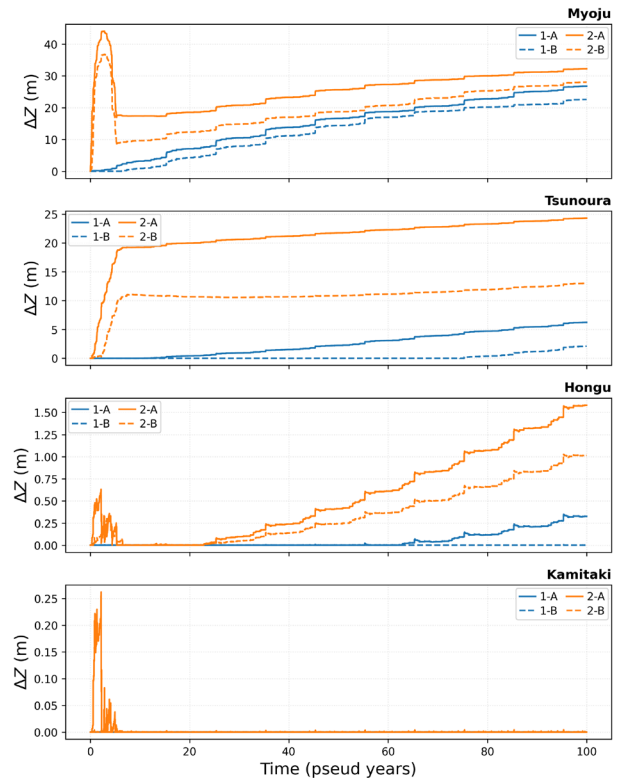 Myoju
ΔZ (m)
40
30
20
10
0
1-A 2-A
1-B 2-B
Tsunoura
ΔZ (m)
25
20
15
10
5
0
1-A 2-A
1-B 2-B
Hongu
ΔZ (m)
1.50
1.25
1.00
0.75
0.50
0.25
0.00
1-A 2-A
1-B 2-B
Kamitaki
ΔZ (m)
0.25
0.20
0.15
0.10
0.05
0.00
1-A 2-A
1-B 2-B
0 20 40 60 80 100
Time (pseud years)